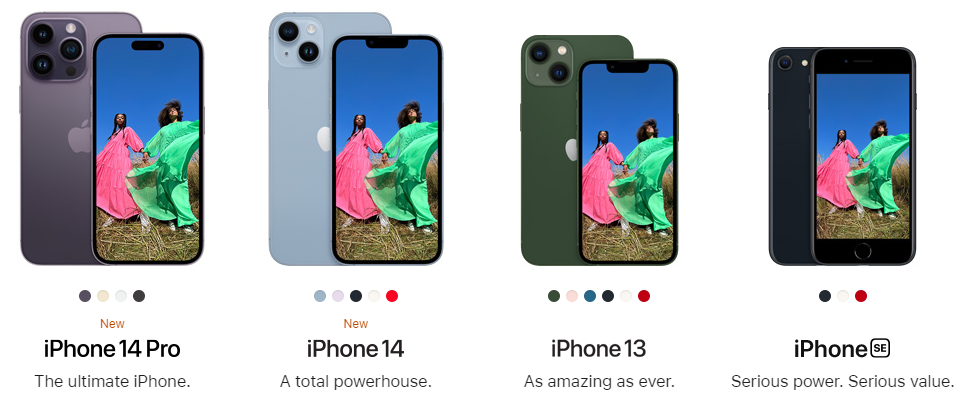 New
iPhone 14 Pro
The ultimate iPhone.
New
iPhone 14
A total powerhouse.
iPhone 13
As amazing as ever.
iPhone SE
Serious power. Serious value.